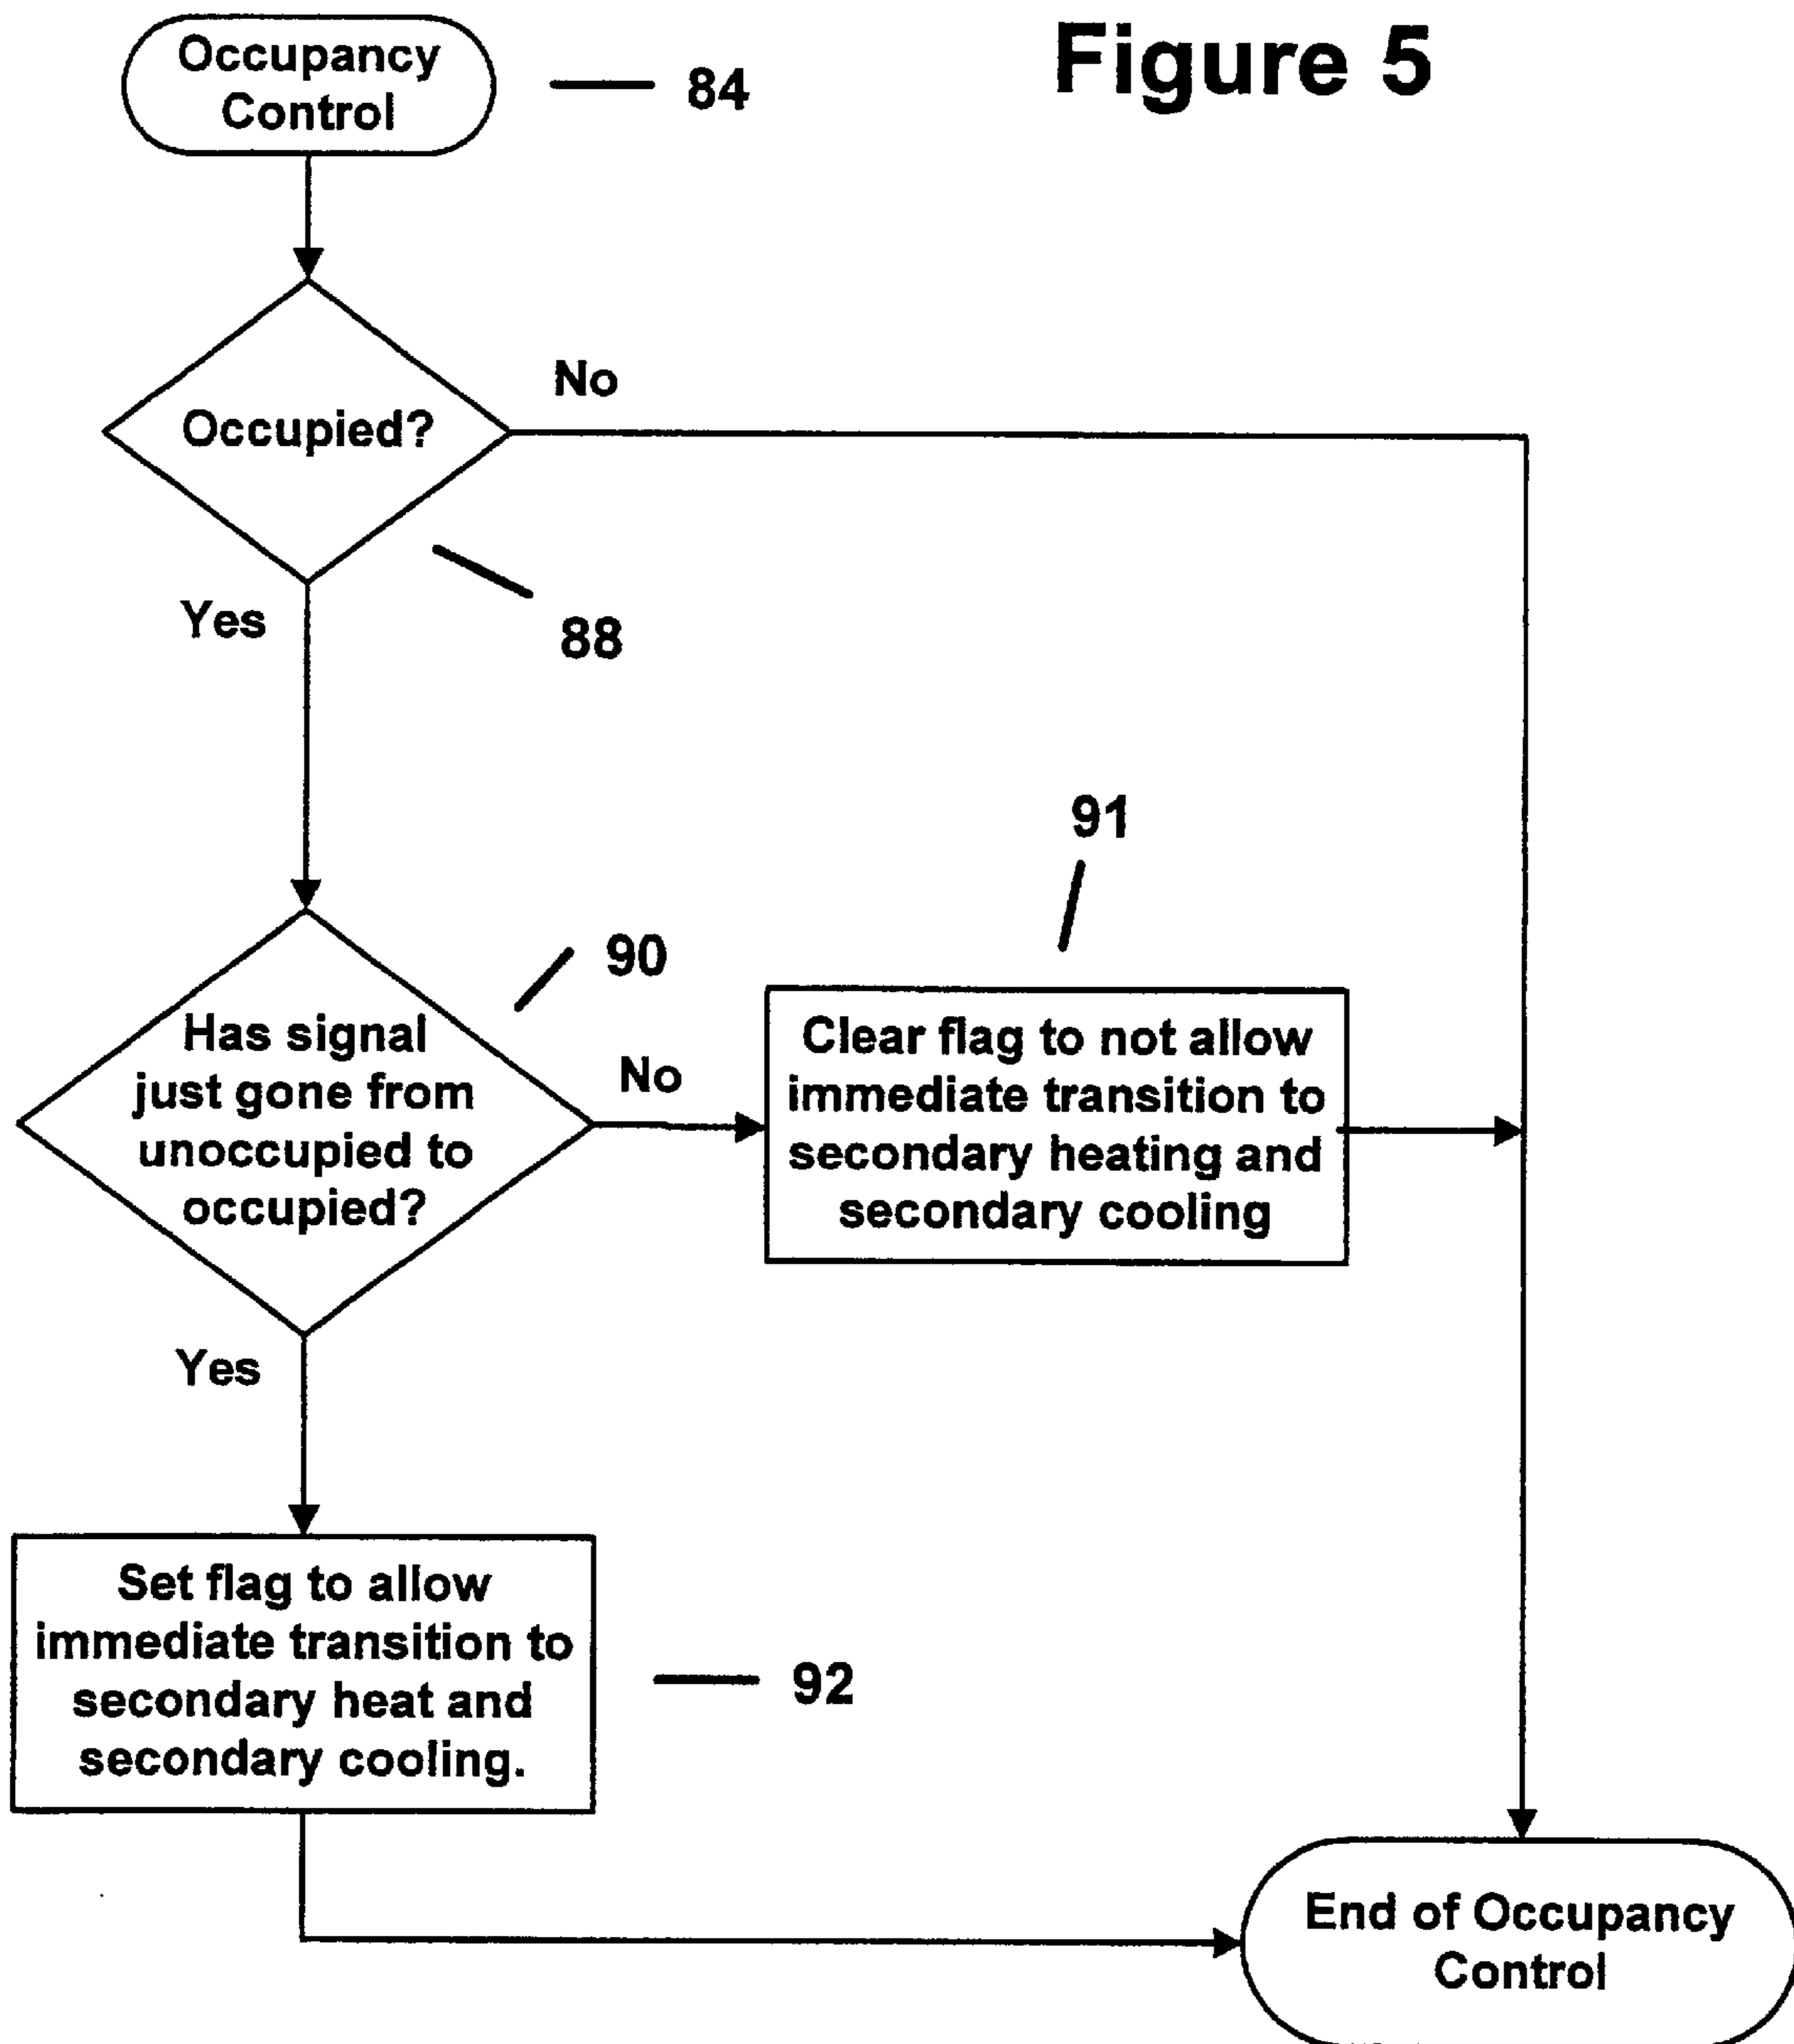 Figure 5
Occupancy
Control
84
Occupied?
No
Yes
88
Has signal
just gone from
unoccupied to
occupied?
90
No
91
Clear flag to not allow
immediate transition to
secondary heating and
secondary cooling
Yes
Set flag to allow
immediate transition to
secondary heat and
secondary cooling.
92
End of Occupancy
Control